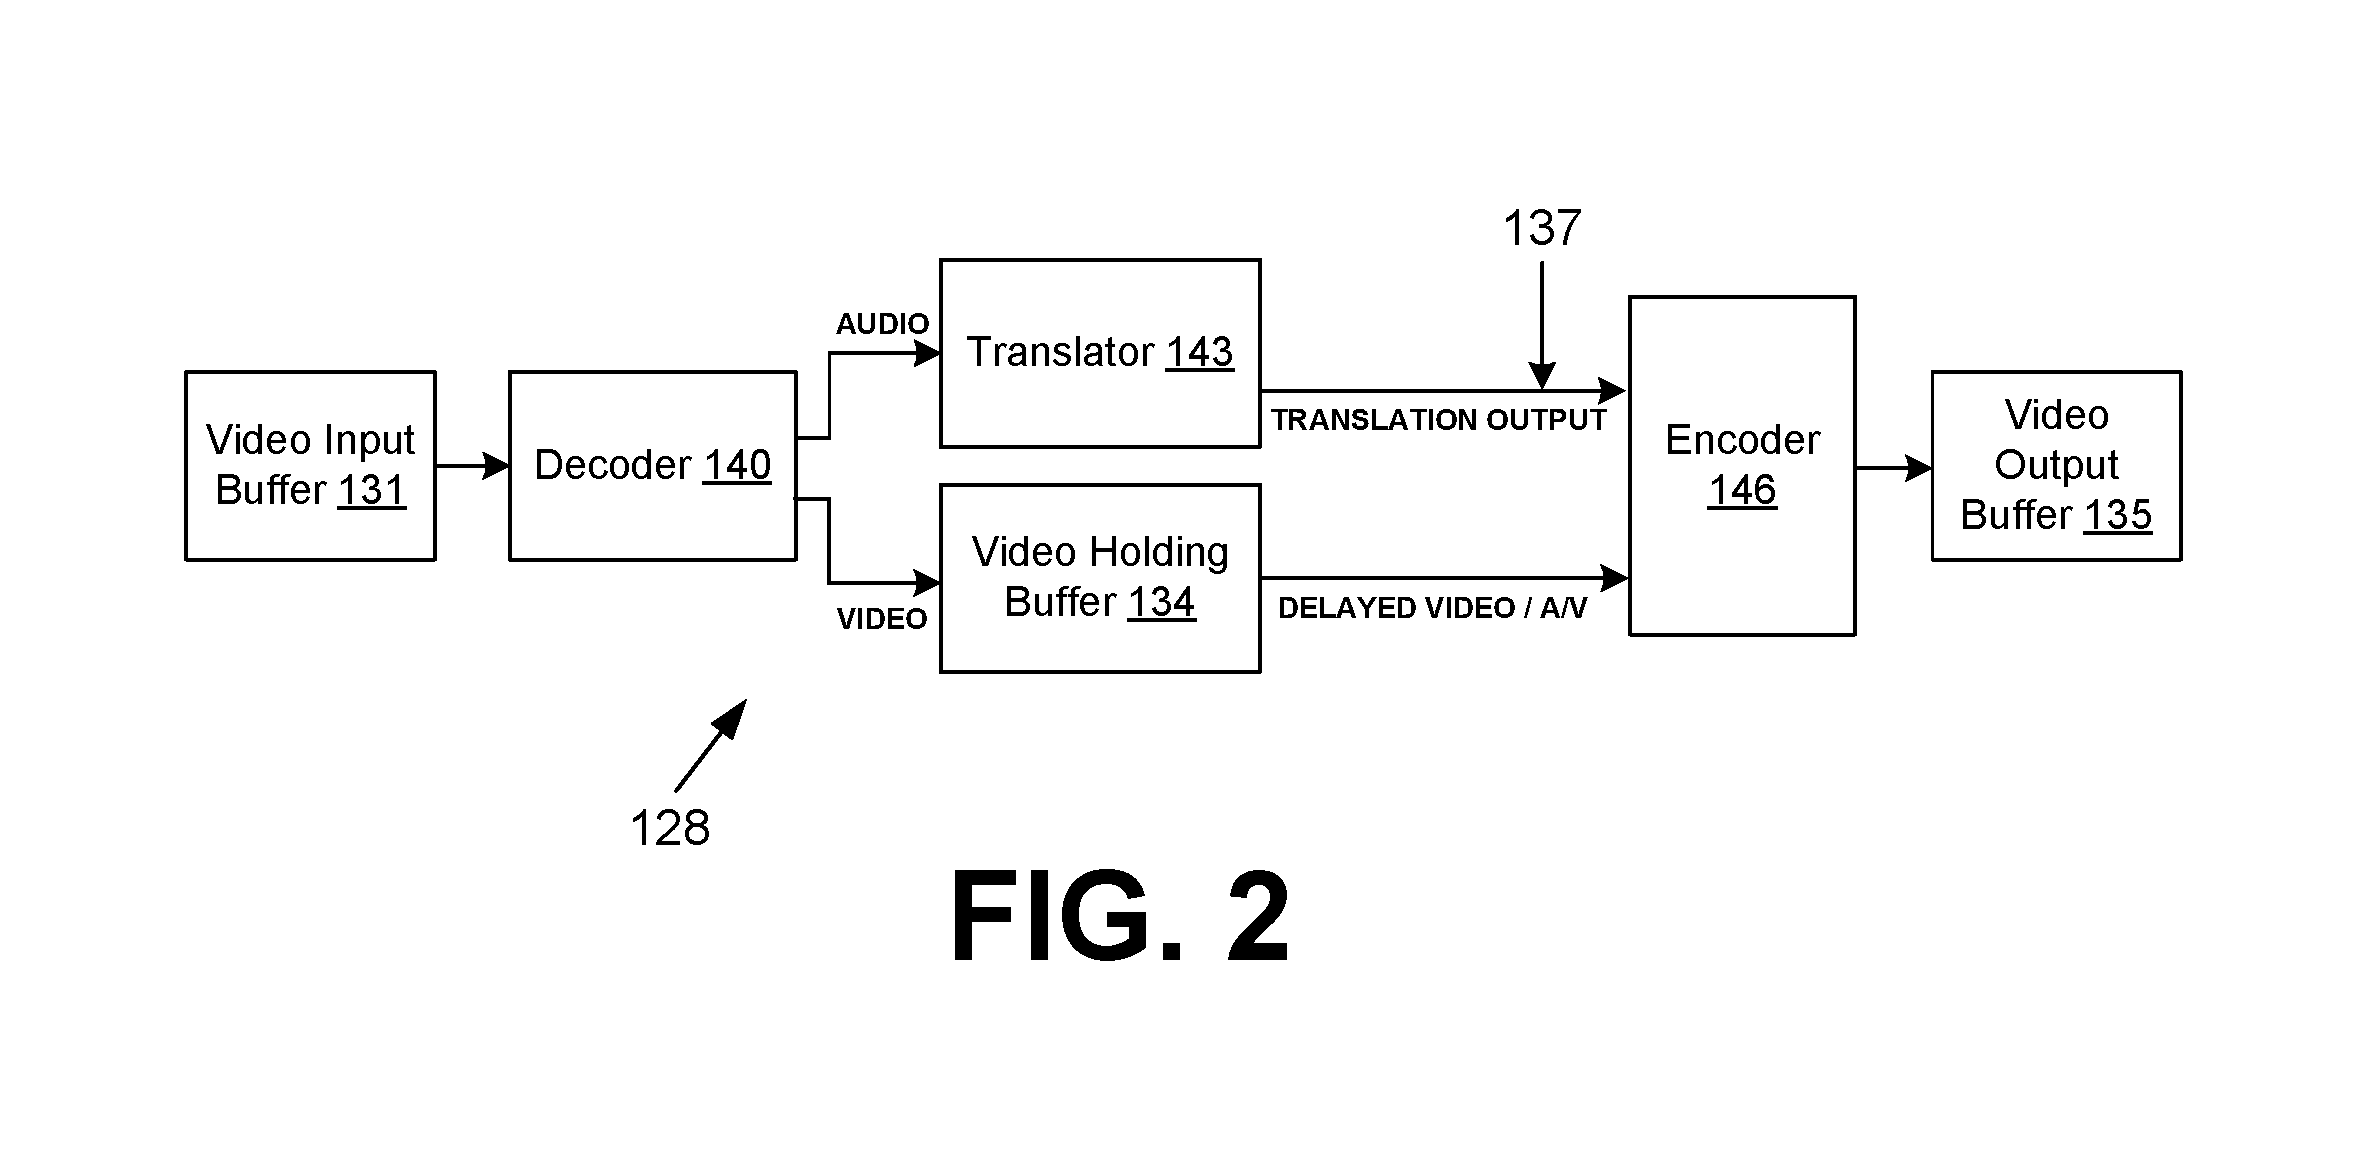 137
AUDIO
Translator 143
TRANSLATION OUTPUT
Video Input
Buffer 131
Decoder 140
Encoder
146
Video
Output
Buffer 135
Video Holding
Buffer 134
VIDEO
DELAYED VIDEO / A/V
128
FIG. 2